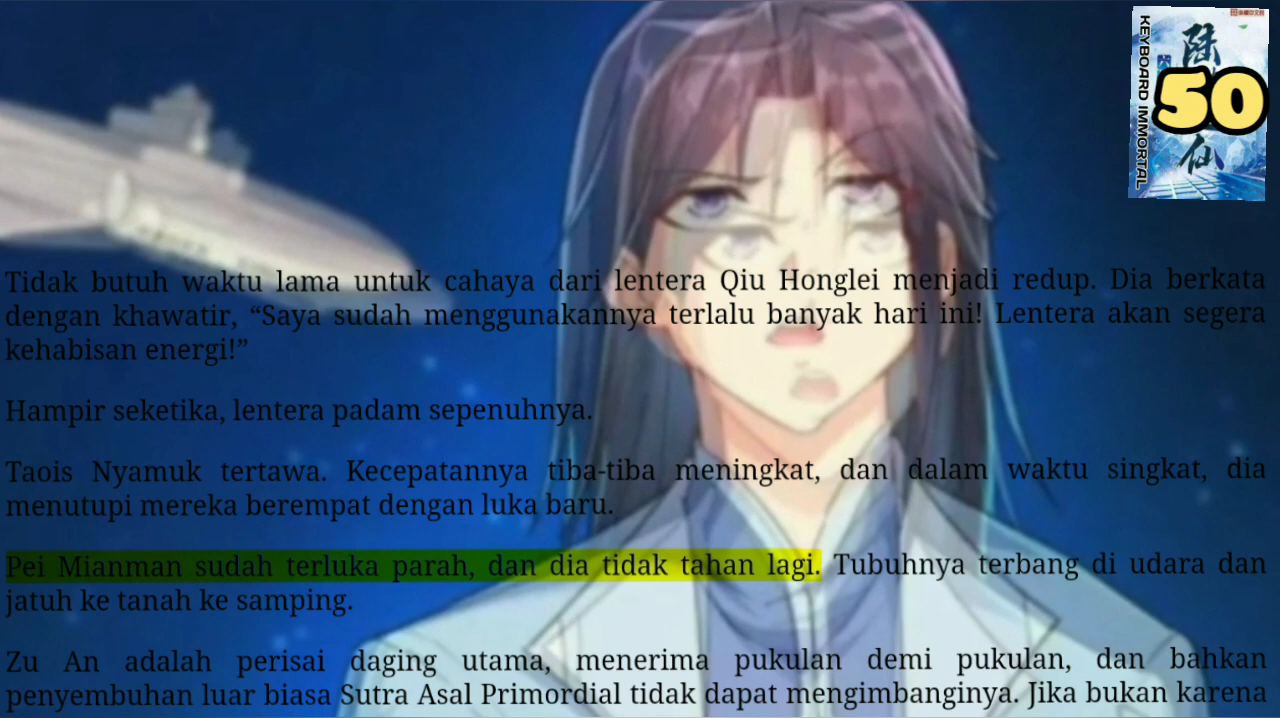 KEYBOARD IMMORTAL
50
仙
Tidak butuh waktu lama untuk cahaya dari lentera Qiu Honglei menjadi redup. Dia berkata
dengan khawatir, “Saya sudah menggunakannya terlalu banyak hari ini! Lentera akan segera
kehabisan energi!”
Hampir seketika, lentera padam sepenuhnya.
Taois Nyamuk tertawa. Kecepatannya tiba-tiba meningkat, dan dalam waktu singkat, dia
menutupi mereka berempat dengan luka baru.
Pei Mianman sudah terluka parah, dan dia tidak tahan lagi. Tubuhnya terbang di udara dan
jatuh ke tanah ke samping.
Zu An adalah perisai daging utama, menerima pukulan demi pukulan, dan bahkan
penyembuhan luar biasa Sutra Asal Primordial tidak dapat mengimbanginya. Jika bukan karena